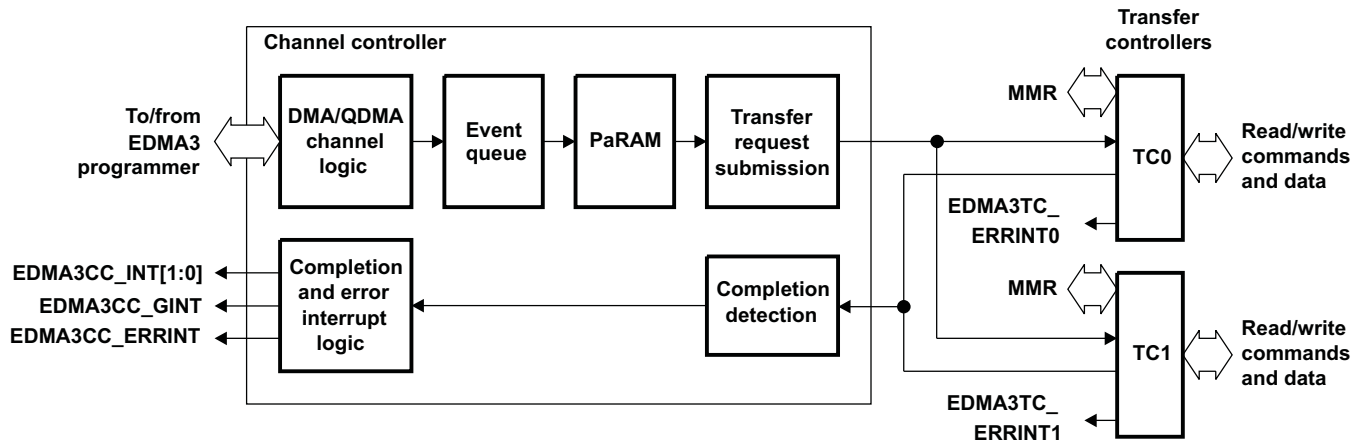 Channel controller
Transfer
controllers
To/from
EDMA3
programmer
DMA/QDMA
channel
logic
Event
queue
PaRAM
Transfer
request
submission
MMR
TC0
Read/write
commands
and data
EDMA3TC_
ERRINT0
EDMA3CC_INT[1:0]
EDMA3CC_GINT
EDMA3CC_ERRINT
Completion
and error
interrupt
logic
Completion
detection
MMR
TC1
Read/write
commands
and data
EDMA3TC_
ERRINT1